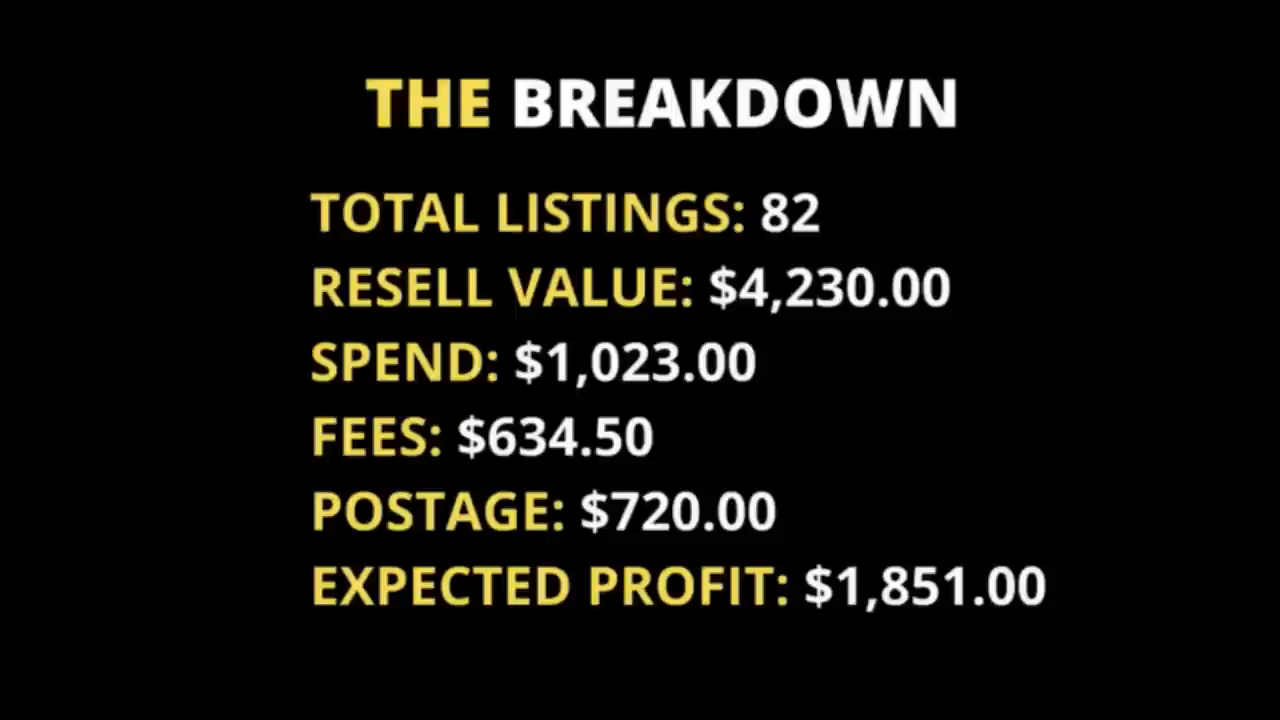 THE BREAKDOWN
TOTAL LISTINGS: 82
RESELL VALUE: $4,230.00
SPEND: $1,023.00
FEES: $634.50
POSTAGE: $720.00
EXPECTED PROFIT: $1,851.00